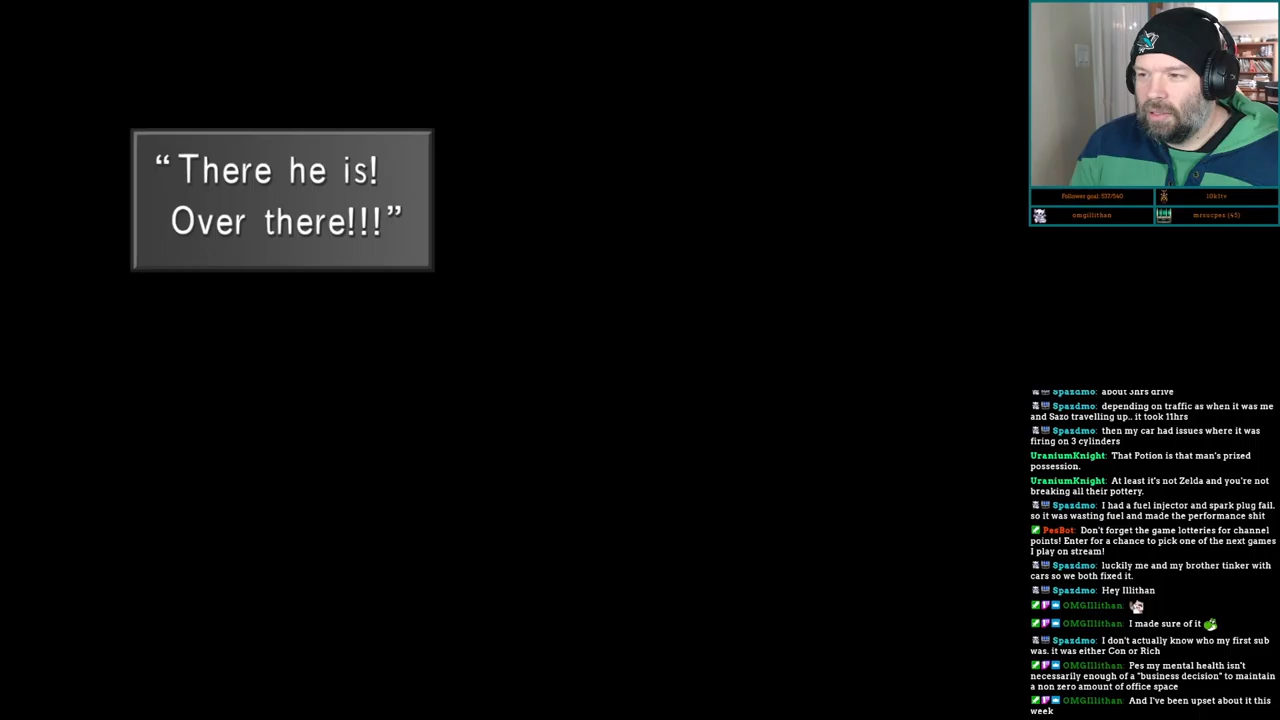 “There he is!
Over there!!!”
Follower goal: 537/540
10k1tv
omgillithan
mrsucpes (45)
Spazdmo: about 3hrs drive
Spazdmo: depending on traffic as when it was me
and Sazo travelling up.. it took 11hrs
Spazdmo: then my car had issues where it was
firing on 3 cylinders
UraniumKnight: That Potion is that man's prized
possession.
UraniumKnight: At least it's not Zelda and you're not
breaking all their pottery.
Spazdmo: I had a fuel injector and spark plug fail.
so it was wasting fuel and made the performance shit
PesBot: Don't forget the game lotteries for channel
points! Enter for a chance to pick one of the next games
I play on stream!
Spazdmo: luckily me and my brother tinker with
cars so we both fixed it.
Spazdmo: Hey Illithan
OMGIllithan:
OMGIllithan: I made sure of it
Spazdmo: I don't actually know who my first sub
was. it was either Con or Rich
OMGIllithan: Pes my mental health isn't
necessarily enough of a "business decision" to maintain
a non zero amount of office space
OMGIllithan: And I've been upset about it this
week